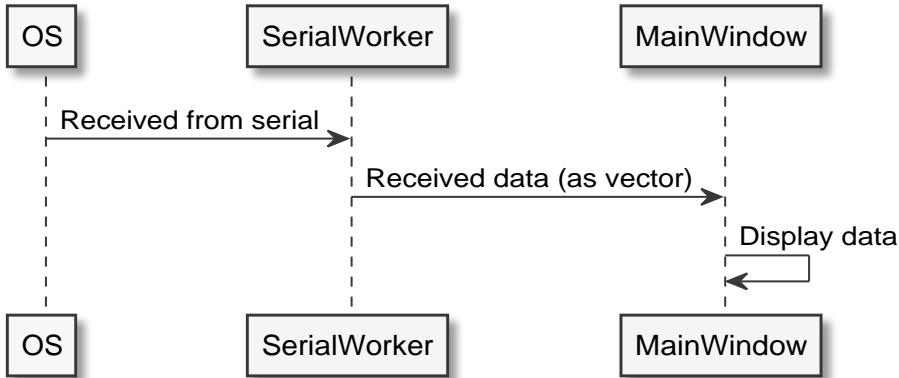 OS
SerialWorker
MainWindow
Received from serial
Received data (as vector)
Display data
OS
SerialWorker
MainWindow